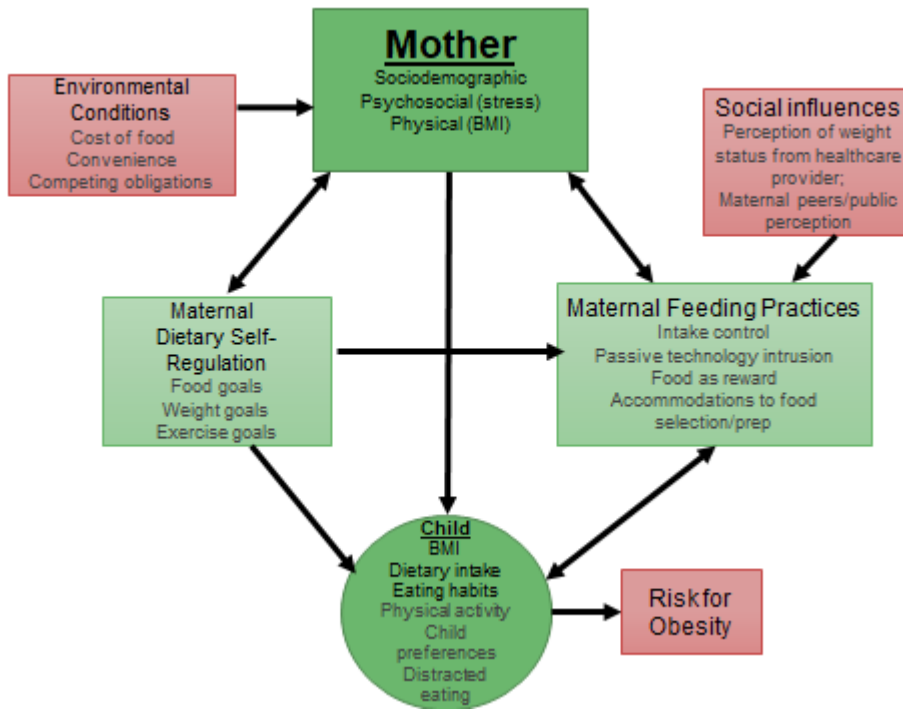 Mother
Sociodemographic
Psychosocial (stress)
Physical (BMI)
Environmental
Conditions
Cost of food
Convenience
Competing obligations
Social influences
Perception of weight
status from healthcare
provider;
Maternal peers/public
perception
Maternal
Dietary Self-
Regulation
Food goals
Weight goals
Exercise goals
Maternal Feeding Practices
Intake control
Passive technology intrusion
Food as reward
Accommodations to food
selection/prep
Child
BMI
Dietary intake
Eating habits
Physical activity
Child
preferences
Distracted
eating
Risk for
Obesity